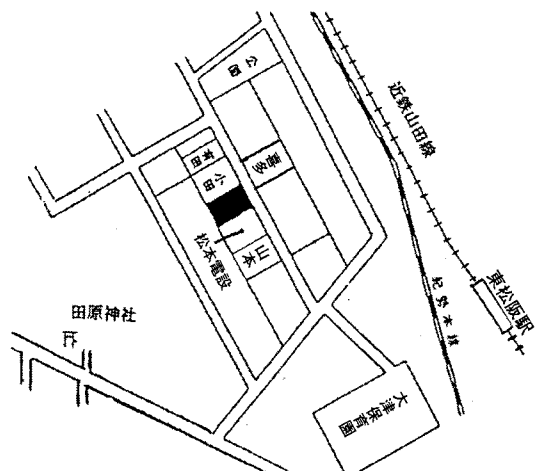 公園
近鉄山田線
有田
喜多
小田
松本電設
山本
紀勢本線
東松阪駅
田原神社
大津保育園